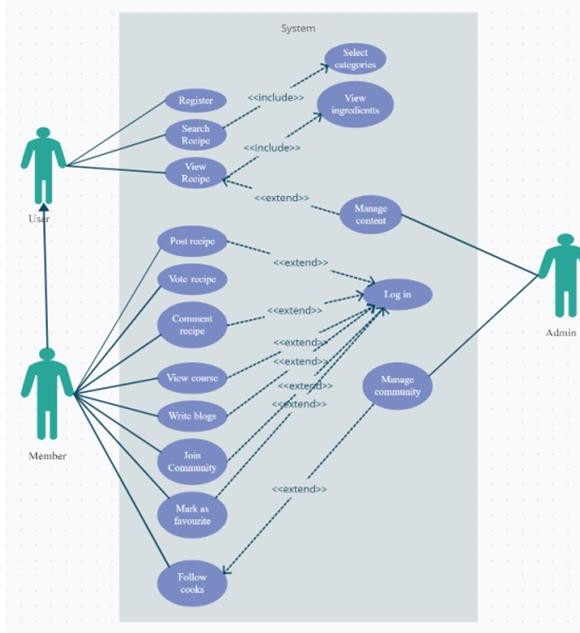 System
Select
categories
<<include>>
Register
View
ingredientts
Search
Recipe
<<include>>
View
Recipe
<<extend>>
Manage
content
User
Post recipe
<<extend>>
Vote recipe
Log in
Admin
<<extend>>
Comment
recipe
<<extend>>
<<extend>>
View course
<<extend>>
Manage
community
<<extend>>
Write blogs
Member
Join
Community
<<extend>>
Mark as
favourite
Follow
cooks